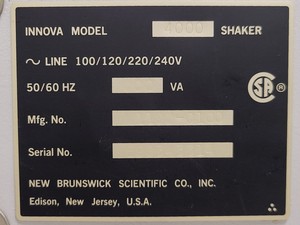 INNOVA MODEL 4000 SHAKER
~ LINE 100/120/220/240V
50/60 HZ VA
Mfg. No.
Serial No.
NEW BRUNSWICK SCIENTIFIC CO., INC.
Edison, New Jersey, U.S.A.